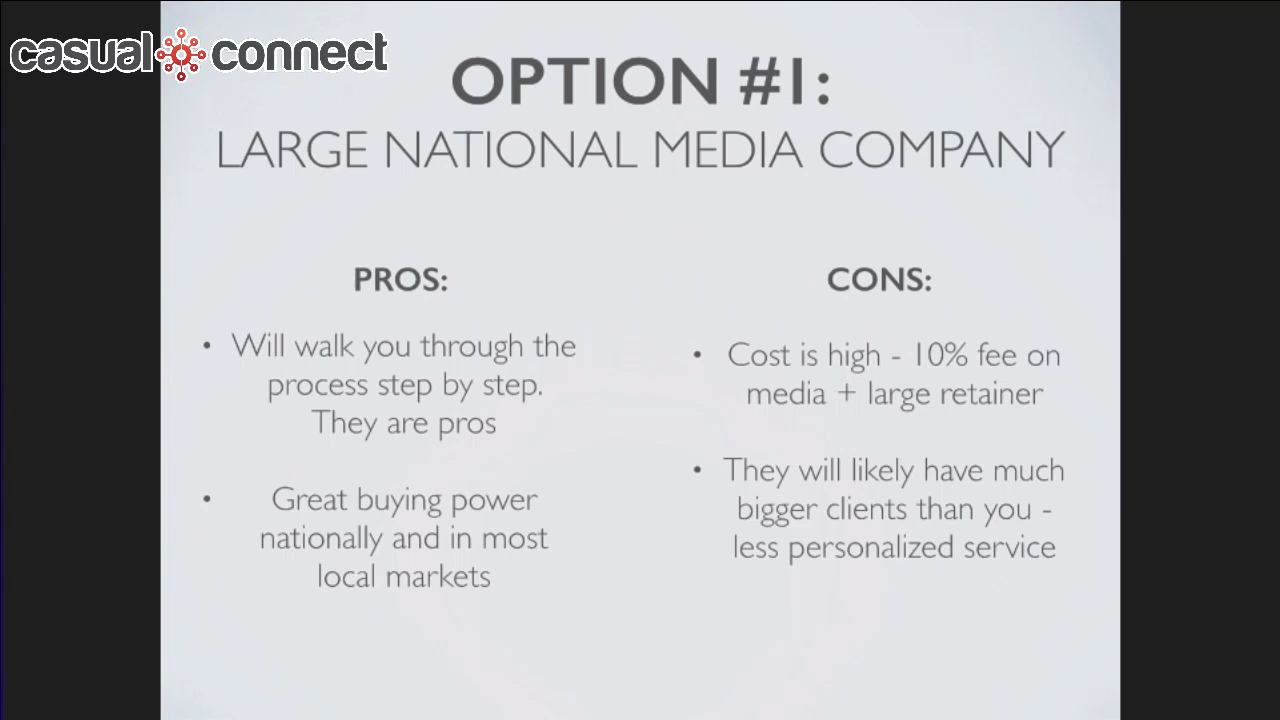 casual connect
OPTION #1:
LARGE NATIONAL MEDIA COMPANY
PROS:
• Will walk you through the
process step by step.
They are pros
• Great buying power
nationally and in most
local markets
CONS:
• Cost is high - 10% fee on
media + large retainer
• They will likely have much
bigger clients than you -
less personalized service